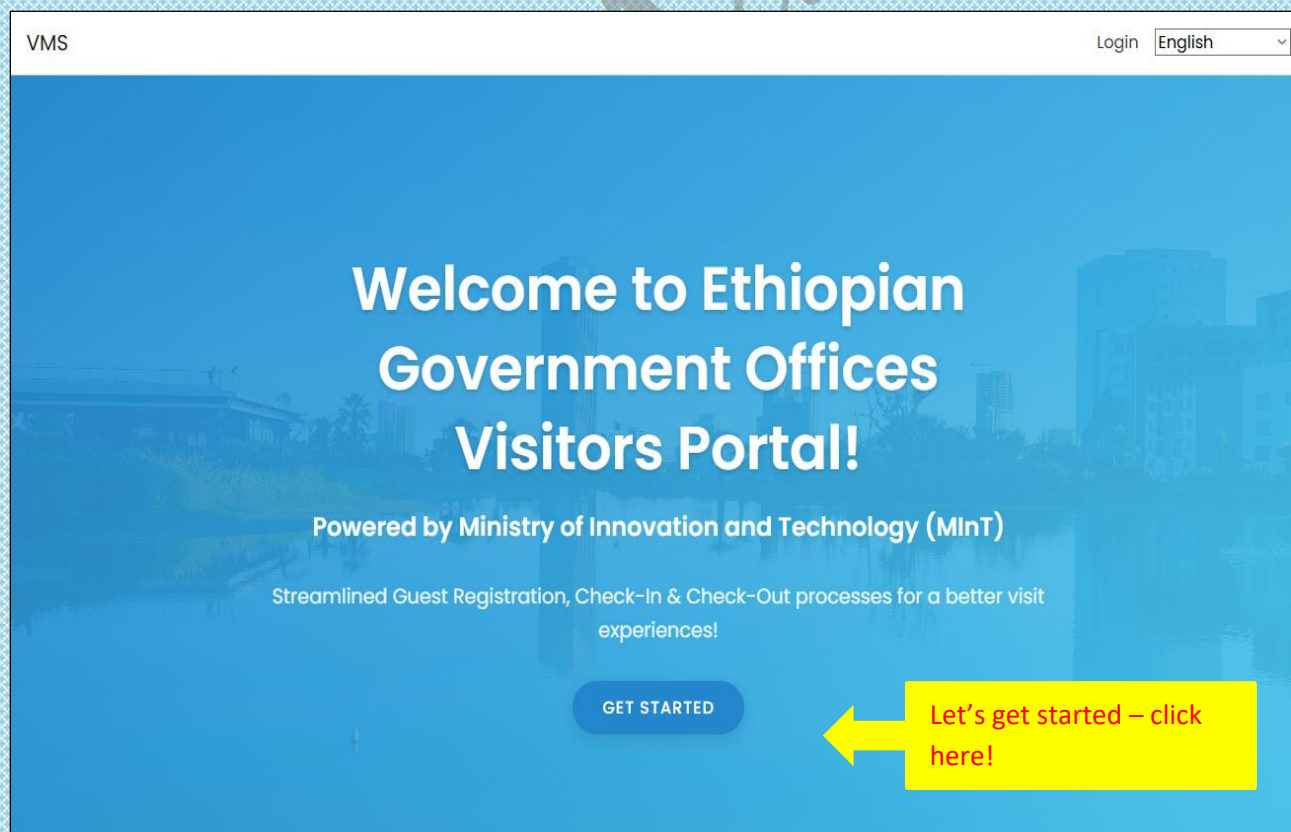 VMS
Login English
Welcome to Ethiopian
Government Offices
Visitors Portal!
Powered by Ministry of Innovation and Technology (MInT)
Streamlined Guest Registration, Check-In & Check-Out processes for a better visit
experiences!
GET STARTED
Let’s get started – click
here!